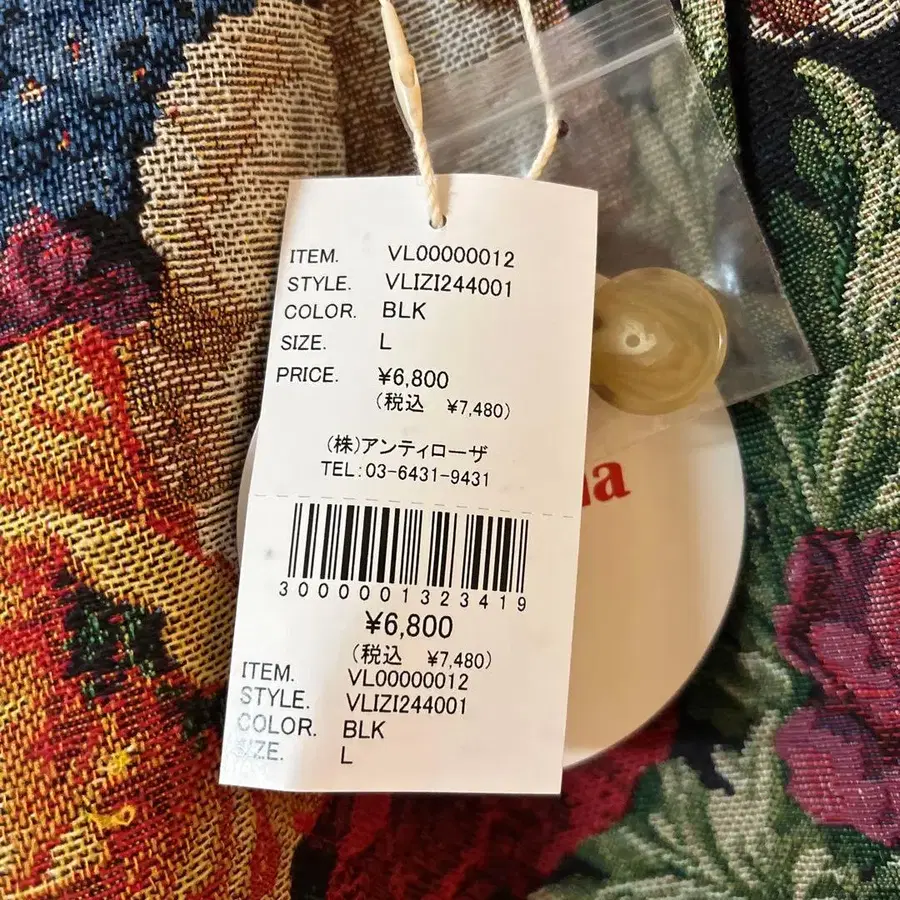 ITEM. VL00000012
STYLE. VLIZI244001
COLOR. BLK
SIZE. L
PRICE. ¥6,800
(税込 ¥7,480)
(株)アンティローザ
TEL:03-6431-9431
3000001323419
¥6,800
(税込 ¥7,480)
ITEM. VL00000012
STYLE. VLIZI244001
COLOR. BLK
SIZE. L